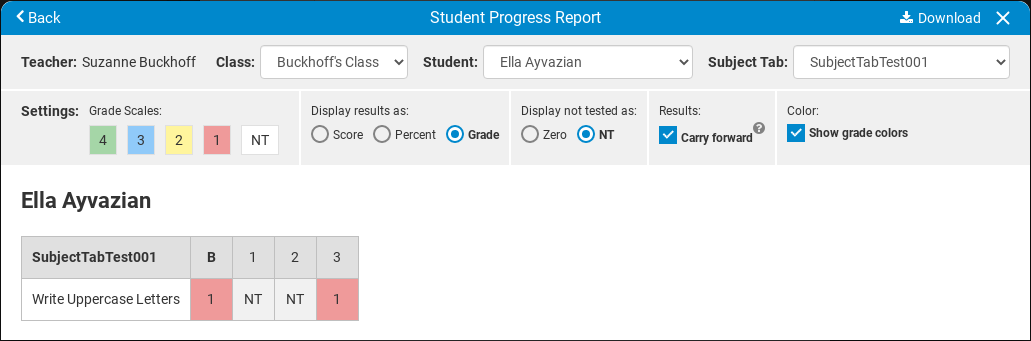 Back Student Progress Report Download
Teacher: Suzanne Buckhoff Class: Buckhoff's Class Student: Ella Ayvazian Subject Tab: SubjectTabTest001
Settings: Grade Scales: Display results as: Display not tested as: Results: Color:
4 3 2 1 NT Score Percent Grade Zero NT Carry forward ? Show grade colors
Ella Ayvazian
SubjectTabTest001 B 1 2 3
Write Uppercase Letters 1 NT NT 1